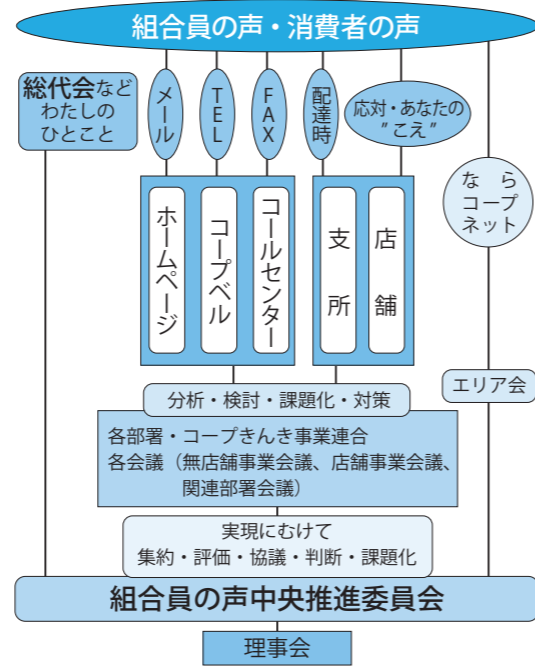 組合員の声・消費者の声
総代会など
わたしの
ひとこと
メール
TEL
FAX
配達時
応対・あなたの
"こえ"
なら
コープ
ネット
ホームページ
コープベル
コールセンター
支所
店舗
エリア会
分析・検討・課題化・対策
各部署・コープきんき事業連合
各会議（無店舗事業会議、店舗事業会議、
関連部署会議）
実現にむけて
集約・評価・協議・判断・課題化
組合員の声中央推進委員会
理事会